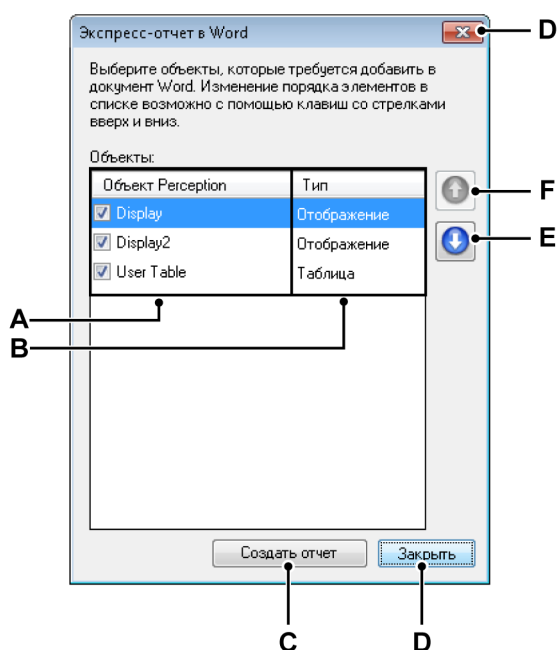 Экспресс-отчет в Word
D
Выберите объекты, которые требуется добавить в
документ Word. Изменение порядка элементов в
списке возможно с помощью клавиш со стрелками
вверх и вниз.
Объекты:
Объект Perception Тип
F
Display Отображение
Display2 Отображение
E
User Table Таблица
A
B
Создать отчет Закрыть
C D